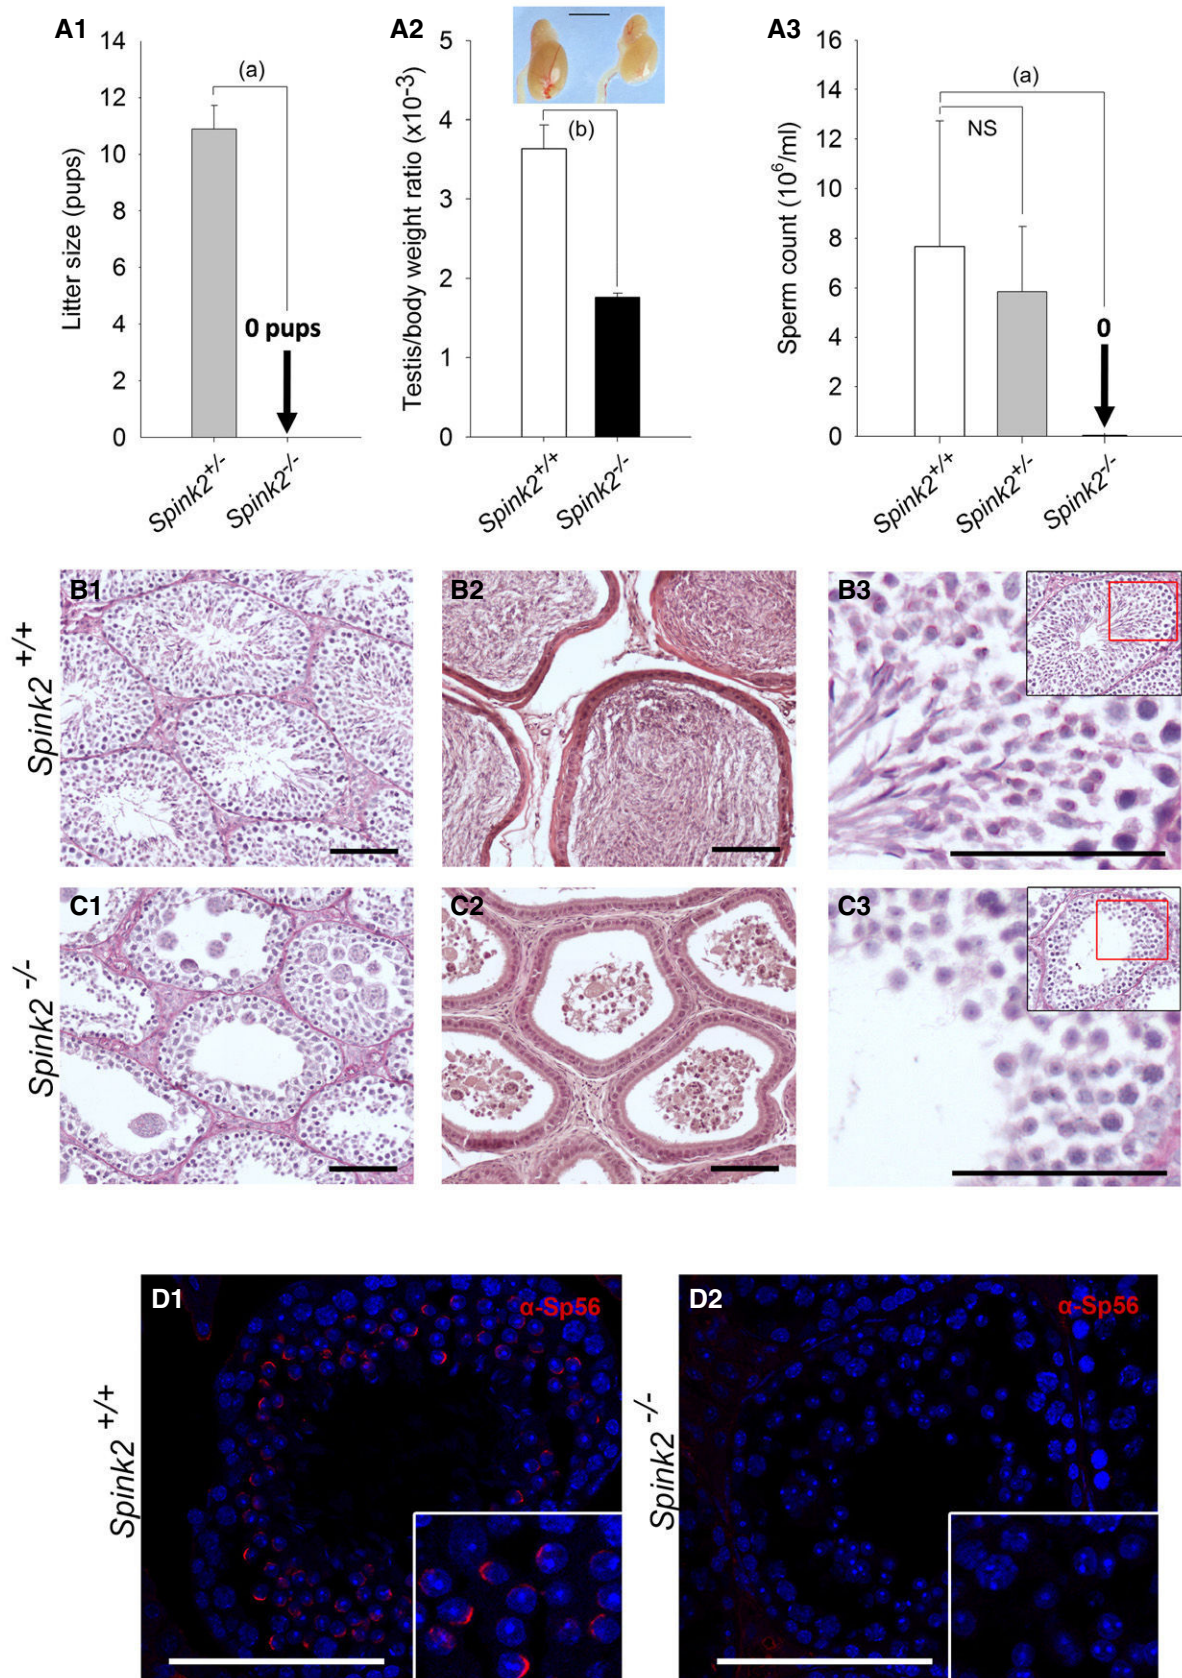 A1
14
12
10
8
6
4
2
0
Litter size (pups)
(a)
0 pups
Spink2+/-
Spink2-/-
A2
5
4
3
2
1
0
Testis/body weight ratio (x10-3)
(b)
Spink2+/+
Spink2-/-
A3
16
14
12
10
8
6
4
2
0
Sperm count (10^6/ml)
(a)
NS
0
Spink2+/+
Spink2+/-
Spink2-/-
Spink2 +/+
B1
B2
B3
Spink2 -/-
C1
C2
C3
Spink2 +/+
D1
α-Sp56
Spink2 -/-
D2
α-Sp56